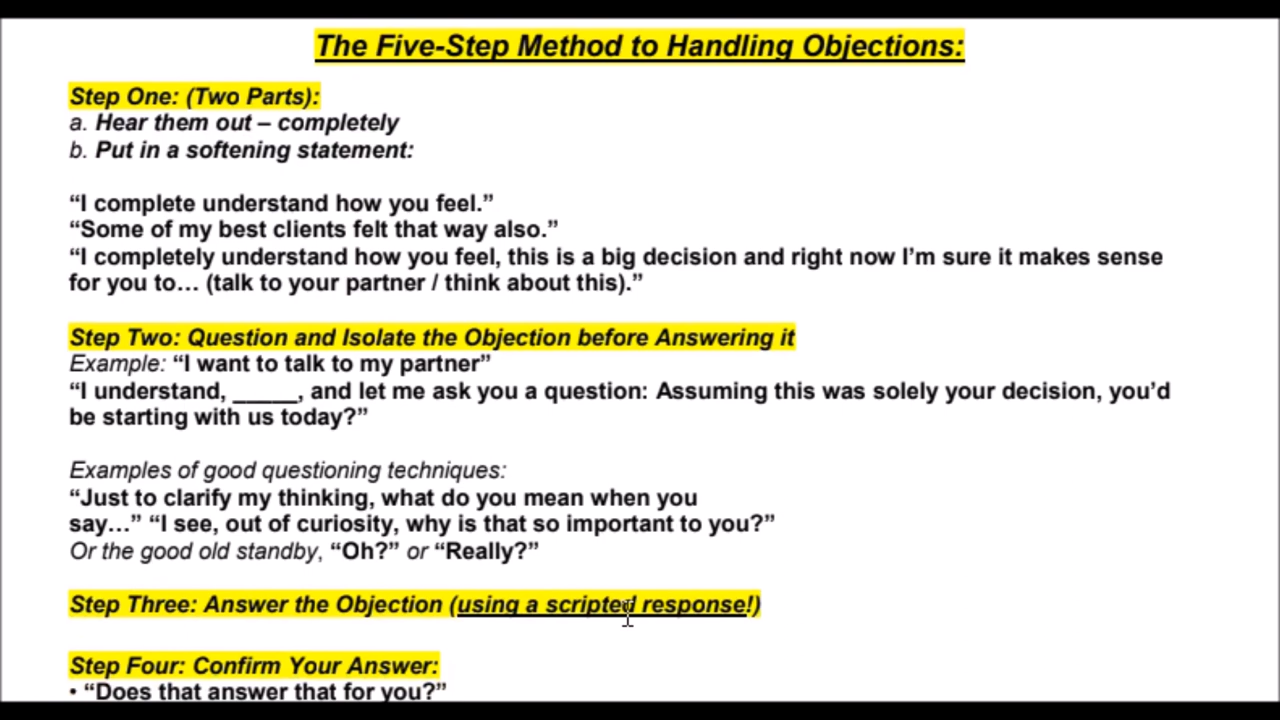 The Five-Step Method to Handling Objections:
Step One: (Two Parts):
a. Hear them out – completely
b. Put in a softening statement:
“I complete understand how you feel.”
“Some of my best clients felt that way also.”
“I completely understand how you feel, this is a big decision and right now I’m sure it makes sense
for you to… (talk to your partner / think about this).”
Step Two: Question and Isolate the Objection before Answering it
Example: “I want to talk to my partner”
“I understand, _____, and let me ask you a question: Assuming this was solely your decision, you’d
be starting with us today?”
Examples of good questioning techniques:
“Just to clarify my thinking, what do you mean when you
say…” “I see, out of curiosity, why is that so important to you?”
Or the good old standby, “Oh?” or “Really?”
Step Three: Answer the Objection (using a scripted response!)
Step Four: Confirm Your Answer:
• “Does that answer that for you?”